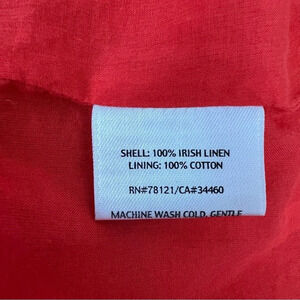 SHELL: 100% IRISH LINEN
LINING: 100% COTTON
RN#78121/CA#34460
MACHINE WASH COLD, GENTLE